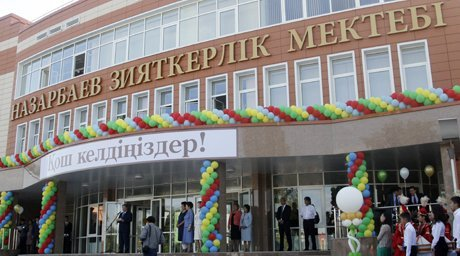 НАЗАРБАЕВ ЗИЯТКЕРЛІК МЕКТЕБІ
Қош келдіңіздер!